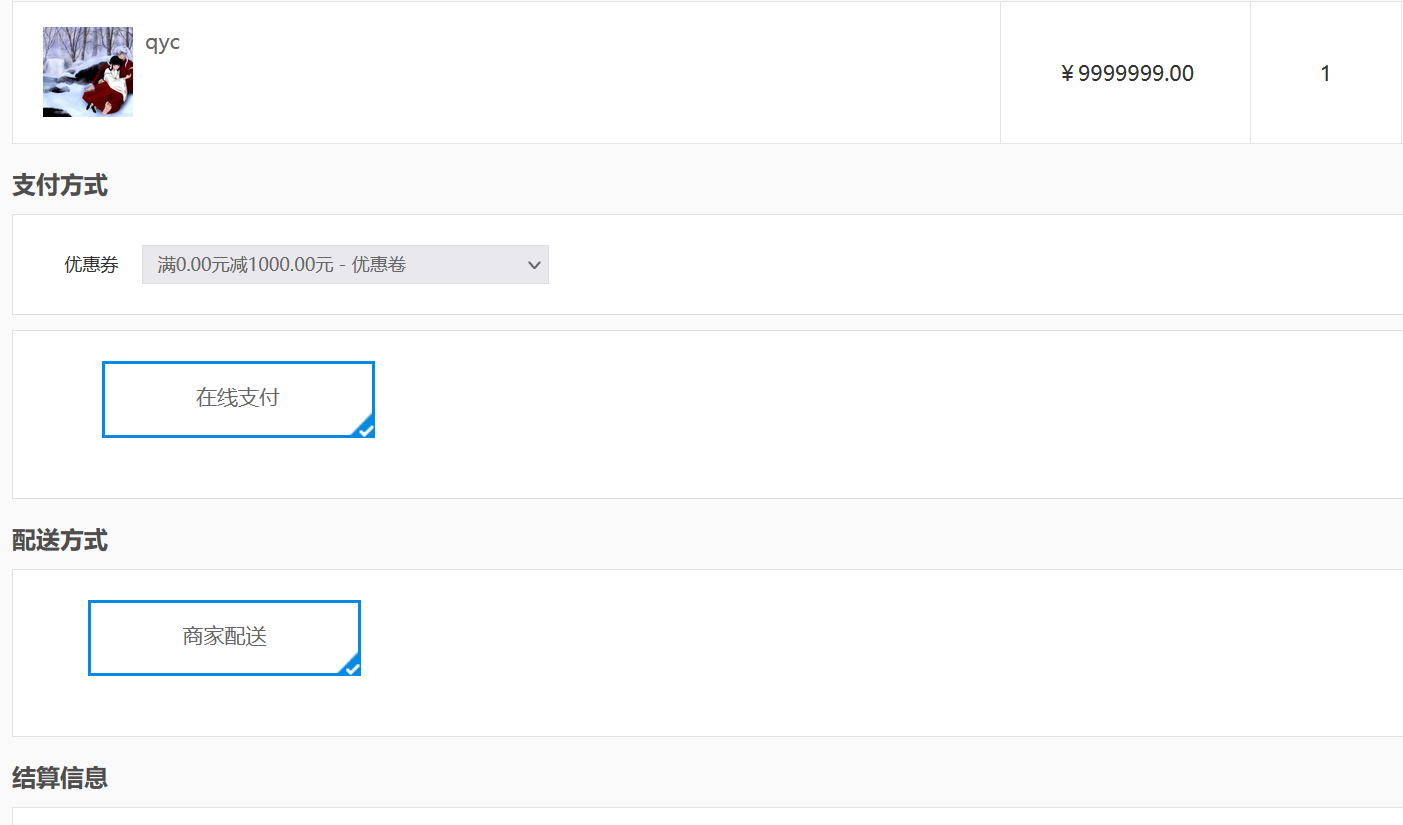 qyc
¥9999999.00
1
支付方式
优惠券
满0.00元减1000.00元 - 优惠卷
在线支付
配送方式
商家配送
结算信息